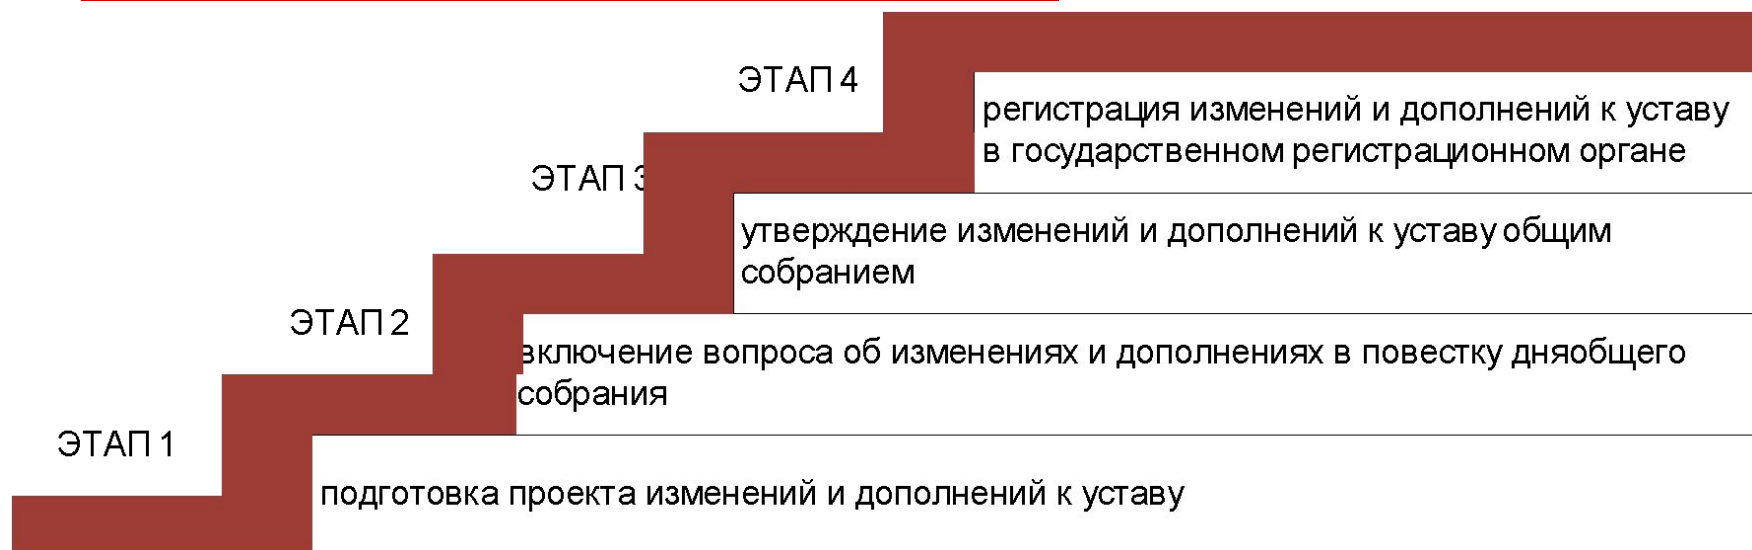 ЭТАП 4
регистрация изменений и дополнений к уставу
в государственном регистрационном органе
ЭТАП 3
утверждение изменений и дополнений к уставу общим
собранием
ЭТАП 2
включение вопроса об изменениях и дополнениях в повестку дняобщего
собрания
ЭТАП 1
подготовка проекта изменений и дополнений к уставу